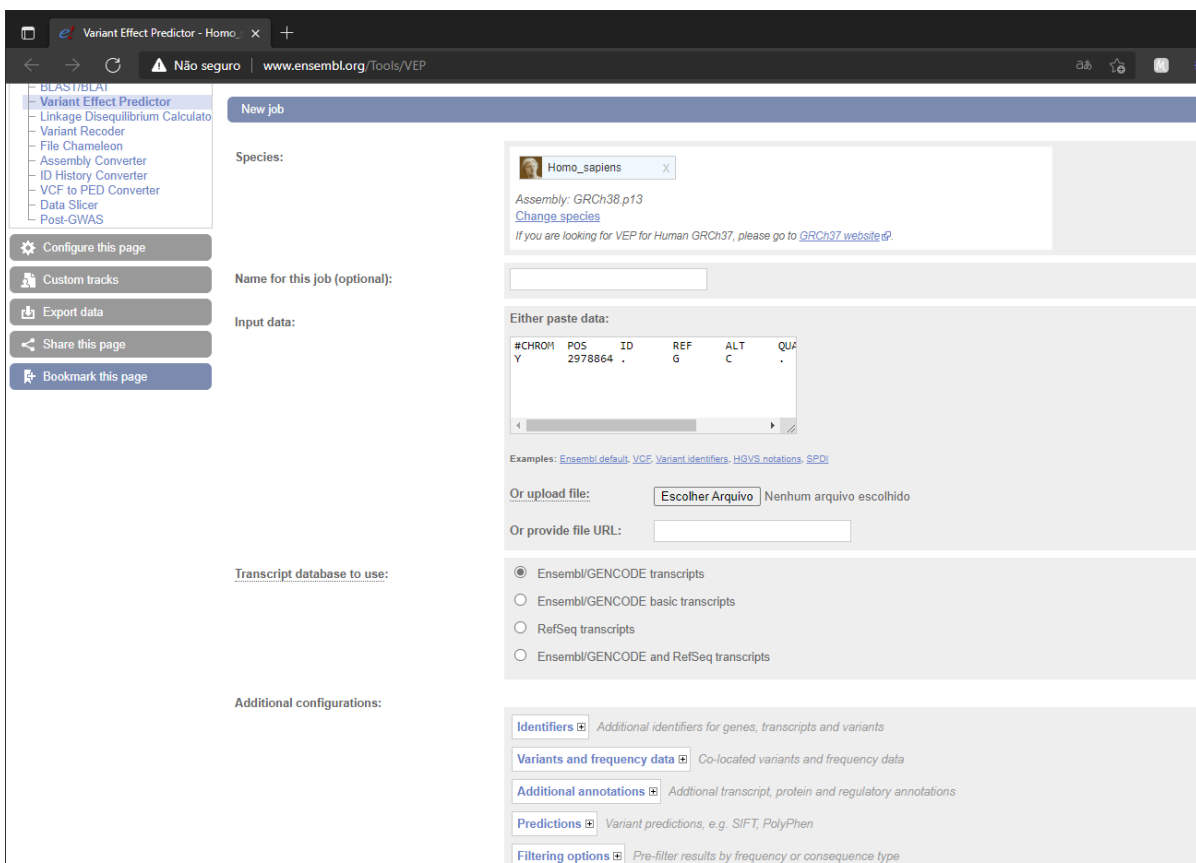 Variant Effect Predictor - Homo_s
Não seguro www.ensembl.org/Tools/VEP
BLAST/BLAT
Variant Effect Predictor
Linkage Disequilibrium Calculato
Variant Recoder
File Chameleon
Assembly Converter
ID History Converter
VCF to PED Converter
Data Slicer
Post-GWAS
Configure this page
Custom tracks
Export data
Share this page
Bookmark this page
New job
Species:
Homo_sapiens x
Assembly: GRCh38.p13
Change species
If you are looking for VEP for Human GRCh37, please go to GRCh37 website.
Name for this job (optional):
Input data:
Either paste data:
#CHROM POS ID REF ALT QUA
Y 2978864 . G C .
Examples: Ensembl default, VCF, Variant identifiers, HGVS notations, SPDI
Or upload file: Escolher Arquivo Nenhum arquivo escolhido
Or provide file URL:
Transcript database to use:
Ensembl/GENCODE transcripts
Ensembl/GENCODE basic transcripts
RefSeq transcripts
Ensembl/GENCODE and RefSeq transcripts
Additional configurations:
Identifiers Additional identifiers for genes, transcripts and variants
Variants and frequency data Co-located variants and frequency data
Additional annotations Addtional transcript, protein and regulatory annotations
Predictions Variant predictions, e.g. SIFT, PolyPhen
Filtering options Pre-filter results by frequency or consequence type